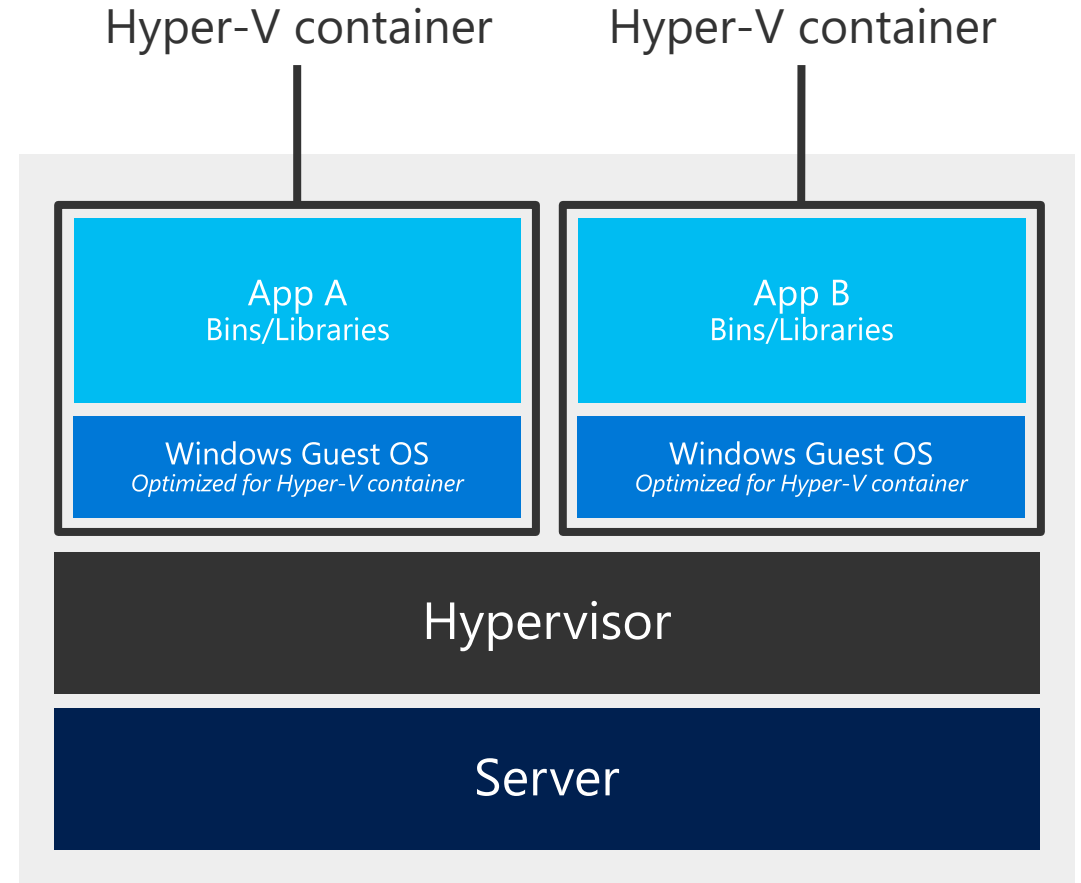 Hyper-V container
Hyper-V container
App A
Bins/Libraries
Windows Guest OS
Optimized for Hyper-V container
App B
Bins/Libraries
Windows Guest OS
Optimized for Hyper-V container
Hypervisor
Server